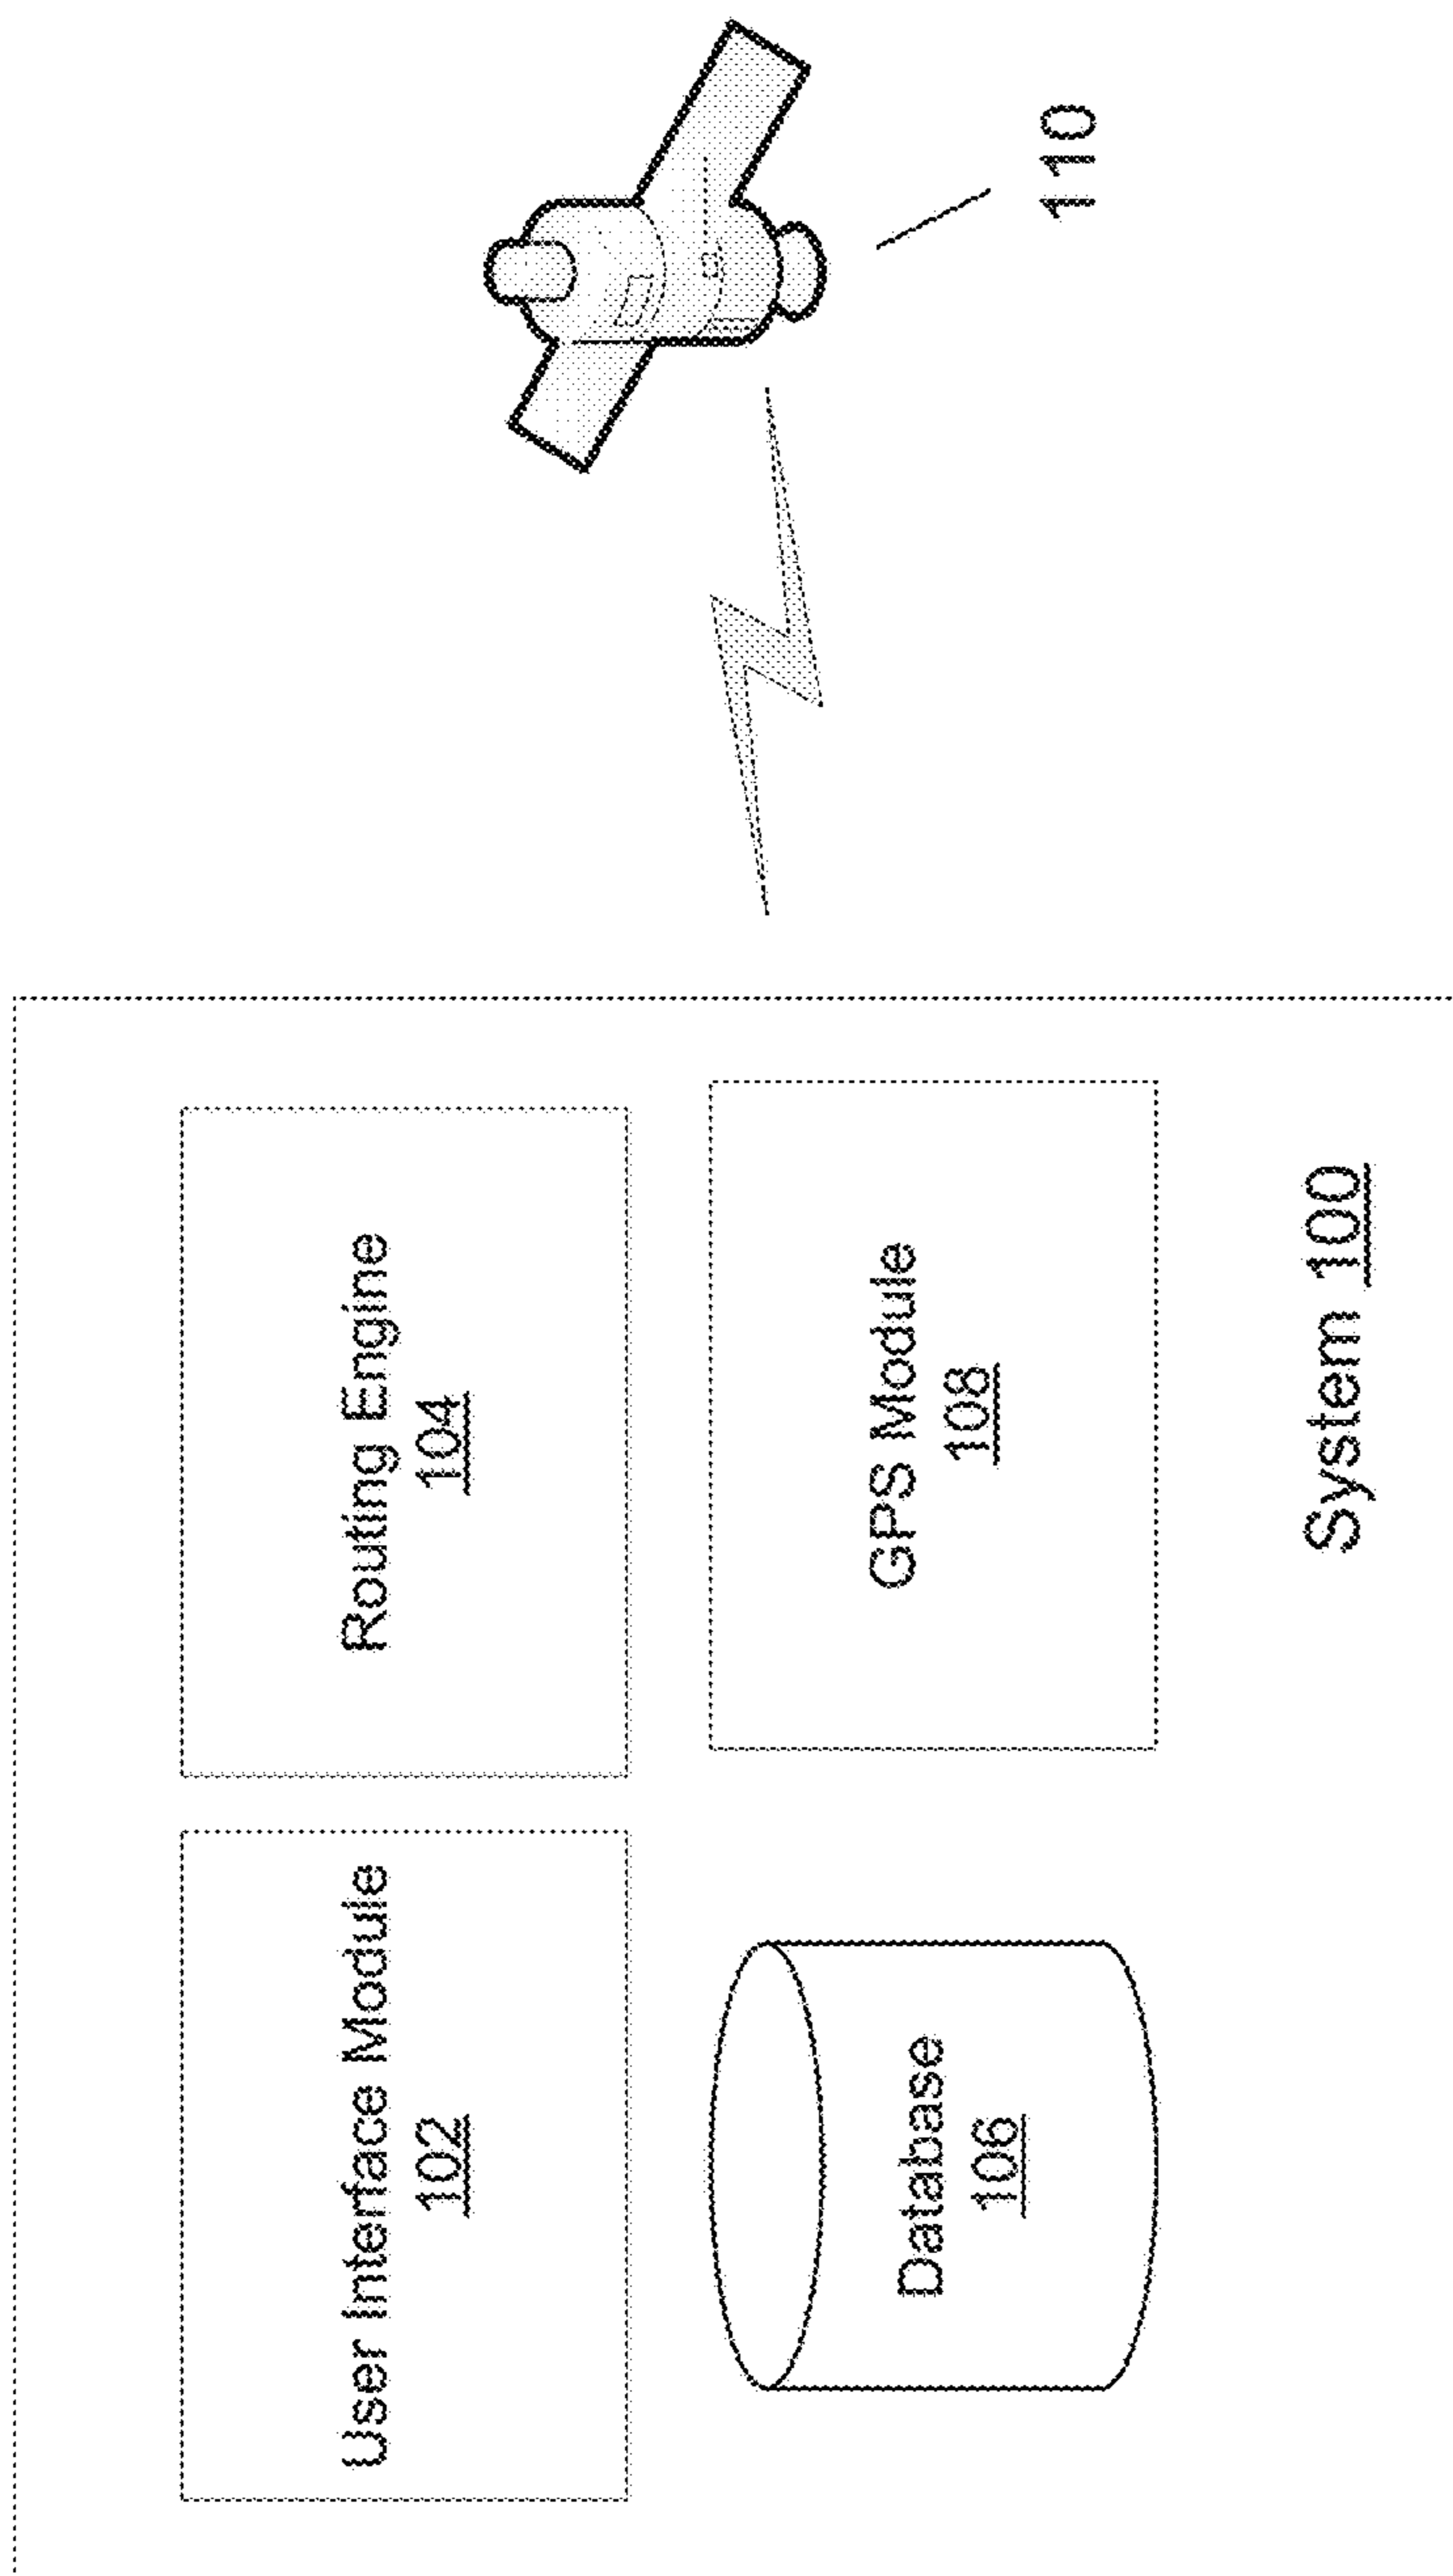 User Interface Module
102
Routing Engine
104
Database
106
GPS Module
108
System 100
110